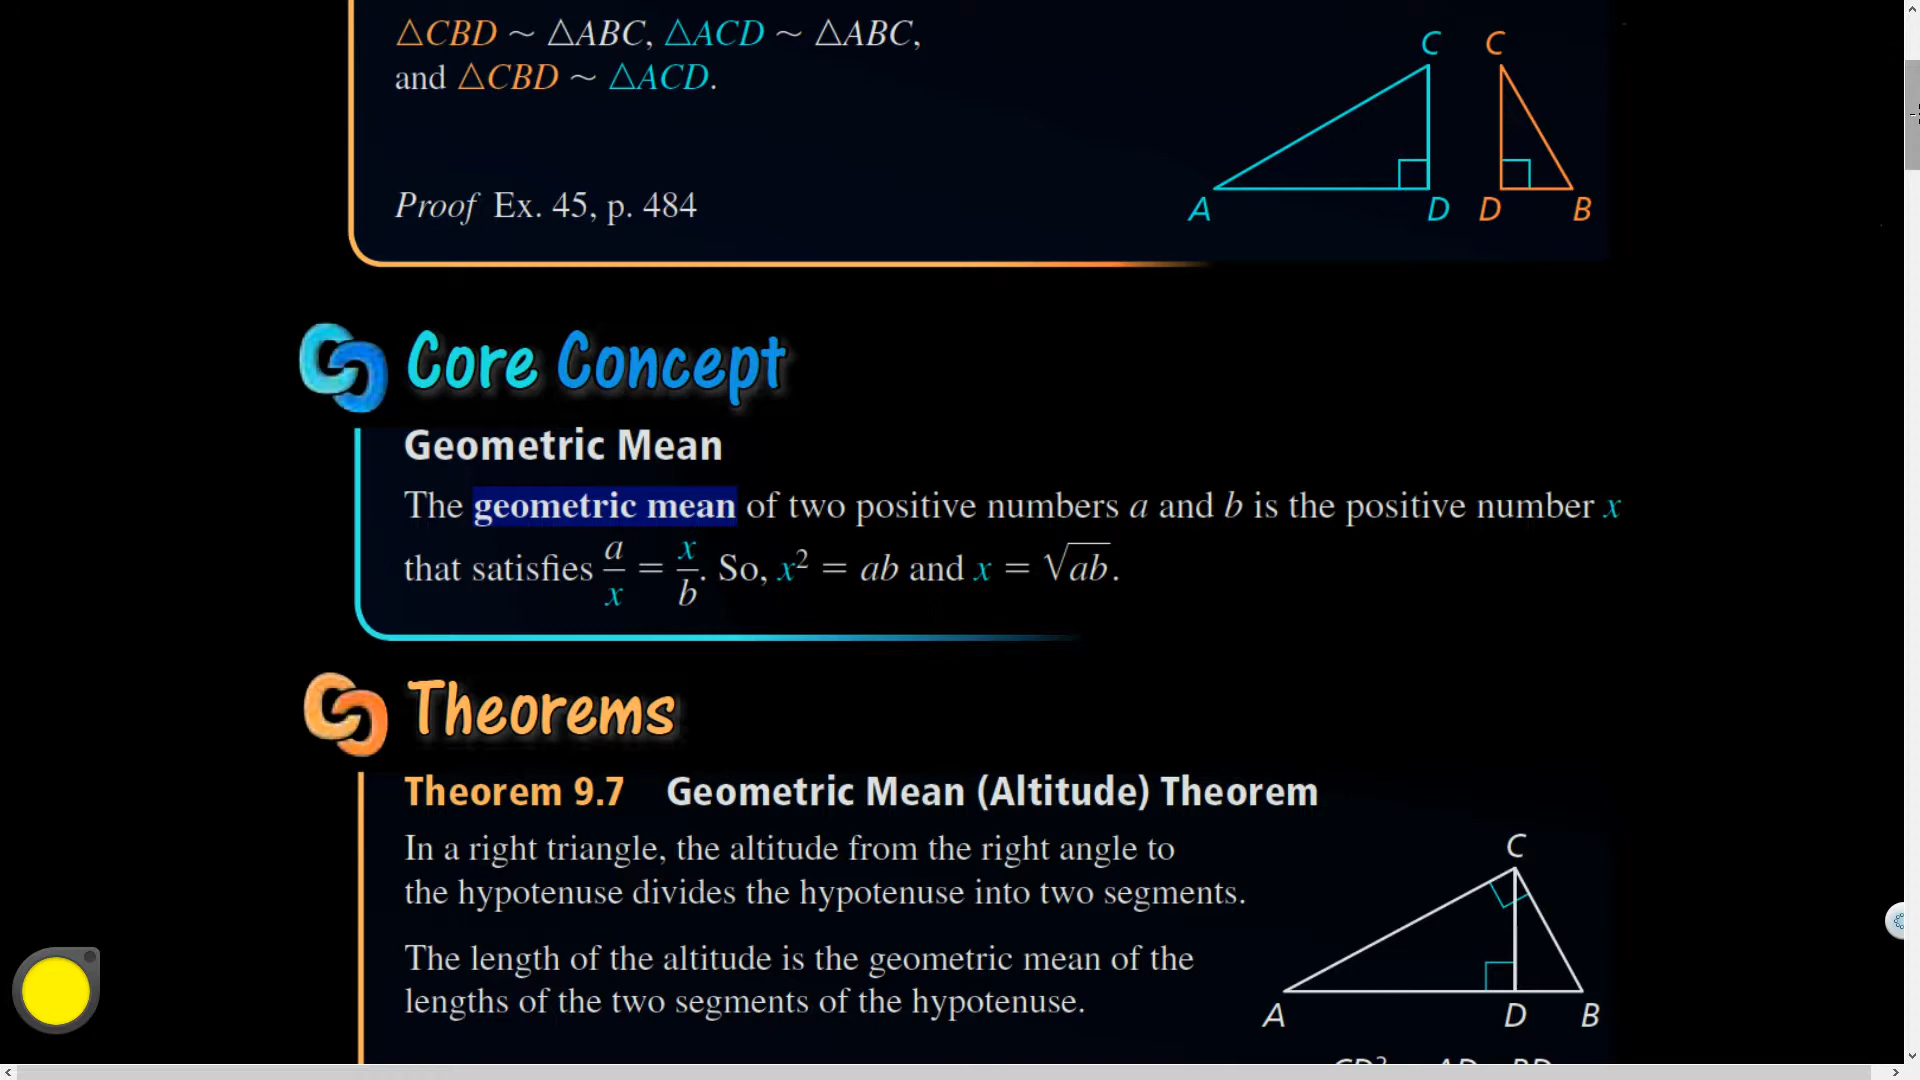 △CBD ~ △ABC, △ACD ~ △ABC,
and △CBD ~ △ACD.
C C
A D D B
Proof Ex. 45, p. 484
Core Concept
Geometric Mean
The geometric mean of two positive numbers a and b is the positive number x
that satisfies a/x = x/b. So, x² = ab and x = √ab.
Theorems
Theorem 9.7 Geometric Mean (Altitude) Theorem
In a right triangle, the altitude from the right angle to
the hypotenuse divides the hypotenuse into two segments.
The length of the altitude is the geometric mean of the
lengths of the two segments of the hypotenuse.
C
A D B